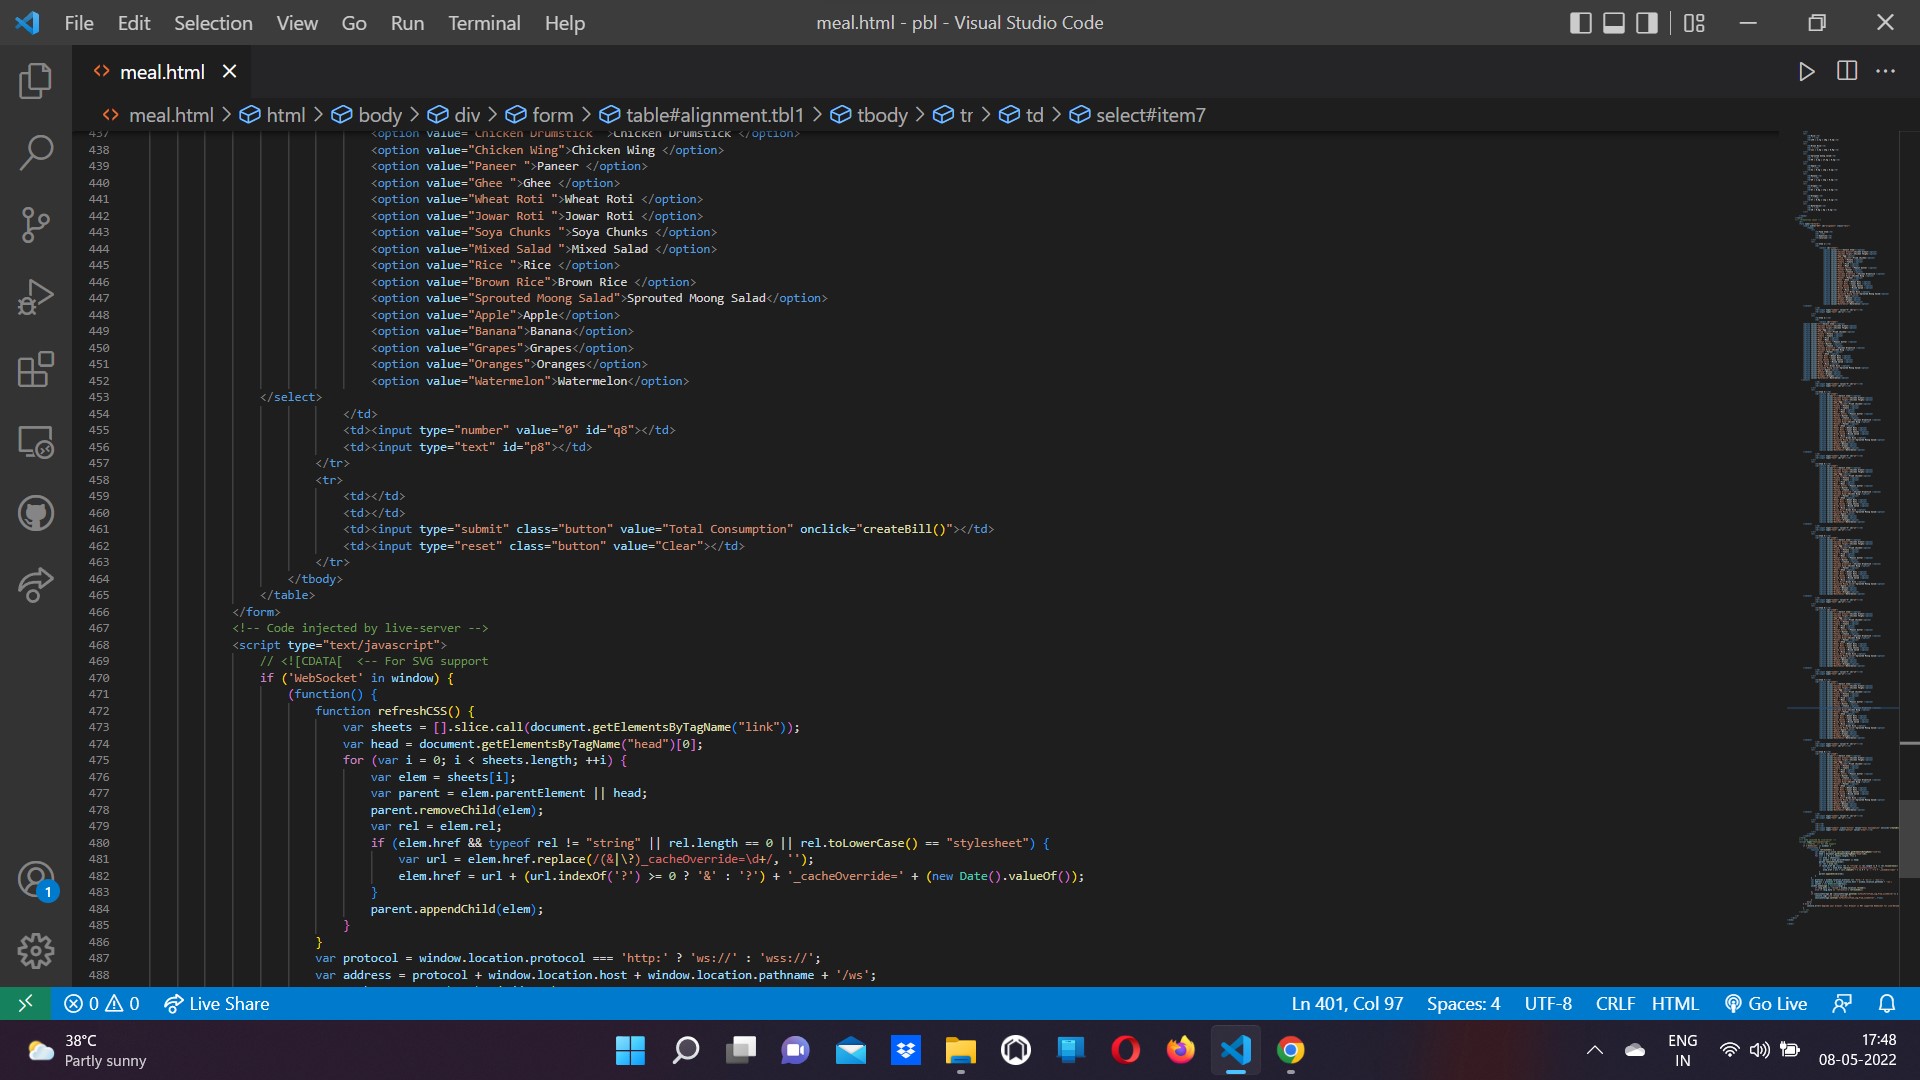 File Edit Selection View Go Run Terminal Help meal.html - pbl - Visual Studio Code
<> meal.html ×
<> meal.html > html > body > div > form > table#alignment.tbl1 > tbody > tr > td > select#item7
437 <option value="Chicken Drumstick ">Chicken Drumstick </option>
438 <option value="Chicken Wing">Chicken Wing </option>
439 <option value="Paneer ">Paneer </option>
440 <option value="Ghee ">Ghee </option>
441 <option value="Wheat Roti ">Wheat Roti </option>
442 <option value="Jowar Roti ">Jowar Roti </option>
443 <option value="Soya Chunks ">Soya Chunks </option>
444 <option value="Mixed Salad ">Mixed Salad </option>
445 <option value="Rice ">Rice </option>
446 <option value="Brown Rice">Brown Rice </option>
447 <option value="Sprouted Moong Salad">Sprouted Moong Salad</option>
448 <option value="Apple">Apple</option>
449 <option value="Banana">Banana</option>
450 <option value="Grapes">Grapes</option>
451 <option value="Oranges">Oranges</option>
452 <option value="Watermelon">Watermelon</option>
453 </select>
454 </td>
455 <td><input type="number" value="0" id="q8"></td>
456 <td><input type="text" id="p8"></td>
457 </tr>
458 <tr>
459 <td></td>
460 <td></td>
461 <td><input type="submit" class="button" value="Total Consumption" onclick="createBill()"></td>
462 <td><input type="reset" class="button" value="Clear"></td>
463 </tr>
464 </tbody>
465 </table>
466 </form>
467 <!-- Code injected by live-server -->
468 <script type="text/javascript">
469 // <![CDATA[ <-- For SVG support
470 if ('WebSocket' in window) {
471 (function() {
472 function refreshCSS() {
473 var sheets = [].slice.call(document.getElementsByTagName("link"));
474 var head = document.getElementsByTagName("head")[0];
475 for (var i = 0; i < sheets.length; ++i) {
476 var elem = sheets[i];
477 var parent = elem.parentElement || head;
478 parent.removeChild(elem);
479 var rel = elem.rel;
480 if (elem.href && typeof rel != "string" || rel.length == 0 || rel.toLowerCase() == "stylesheet") {
481 var url = elem.href.replace(/(&|\?)_cacheOverride=\d+/, '');
482 elem.href = url + (url.indexOf('?') >= 0 ? '&' : '?') + '_cacheOverride=' + (new Date().valueOf());
483 }
484 parent.appendChild(elem);
485 }
486 }
487 var protocol = window.location.protocol === 'http:' ? 'ws://' : 'wss://';
488 var address = protocol + window.location.host + window.location.pathname + '/ws';
1
0 0 Live Share Ln 401, Col 97 Spaces: 4 UTF-8 CRLF HTML Go Live
38°C
Partly sunny
ENG
IN
17:48
08-05-2022